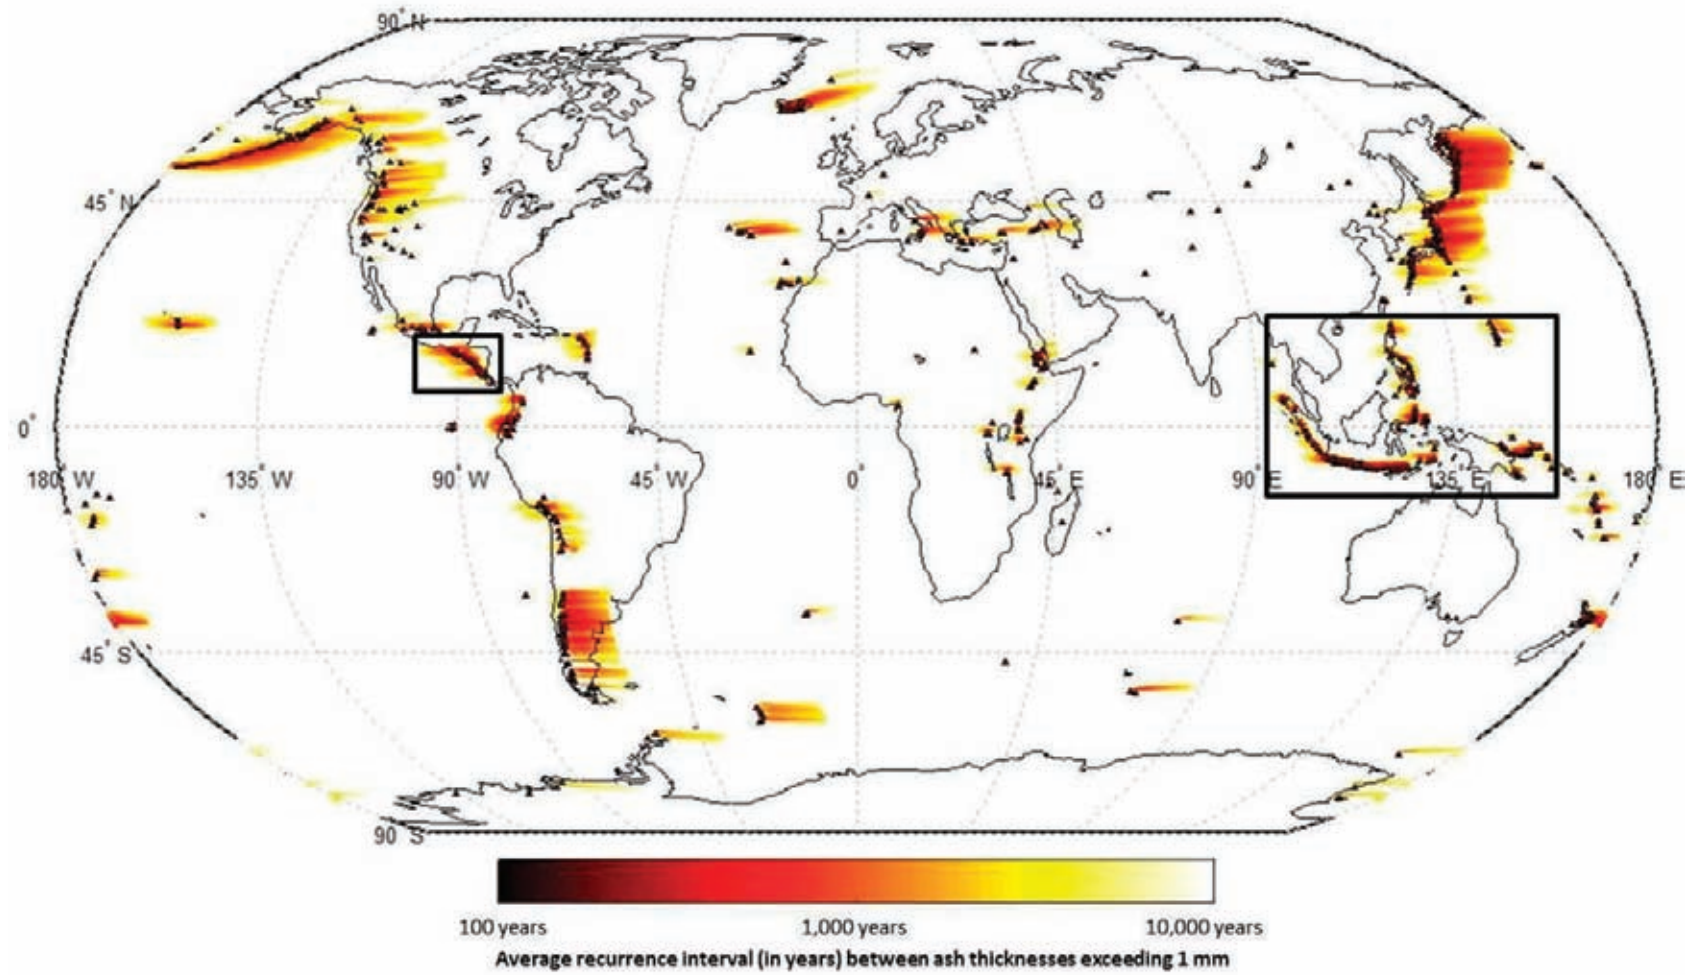 90° N
45° N
0°
180° W
135° W
90° W
45° W
0°
45° E
90° E
135° E
180° E
45° S
90° S
100 years
1,000 years
10,000 years
Average recurrence interval (in years) between ash thicknesses exceeding 1 mm